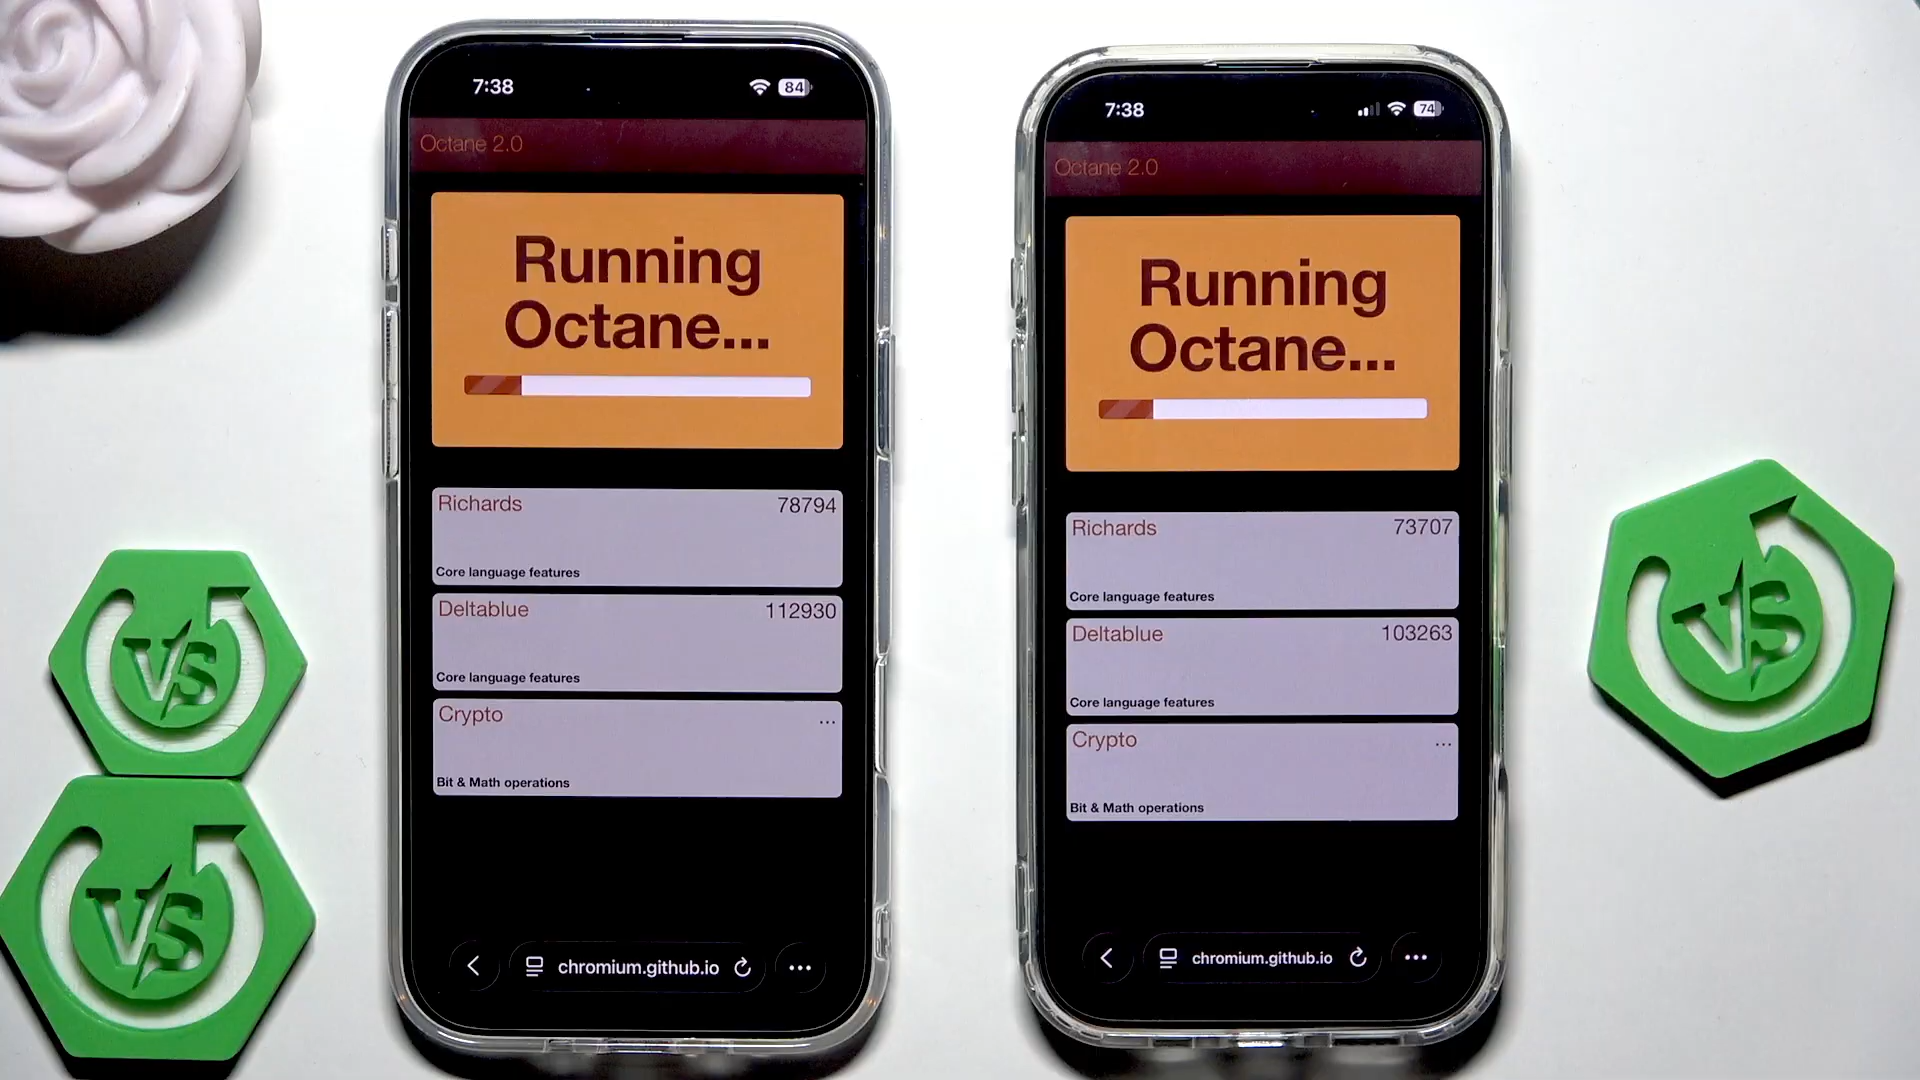 7:38
84
Octane 2.0
Running
Octane...
Richards 78794
Core language features
Deltablue 112930
Core language features
Crypto ...
Bit & Math operations
chromium.github.io
7:38
74
Octane 2.0
Running
Octane...
Richards 73707
Core language features
Deltablue 103263
Core language features
Crypto ...
Bit & Math operations
chromium.github.io
VS
VS
VS